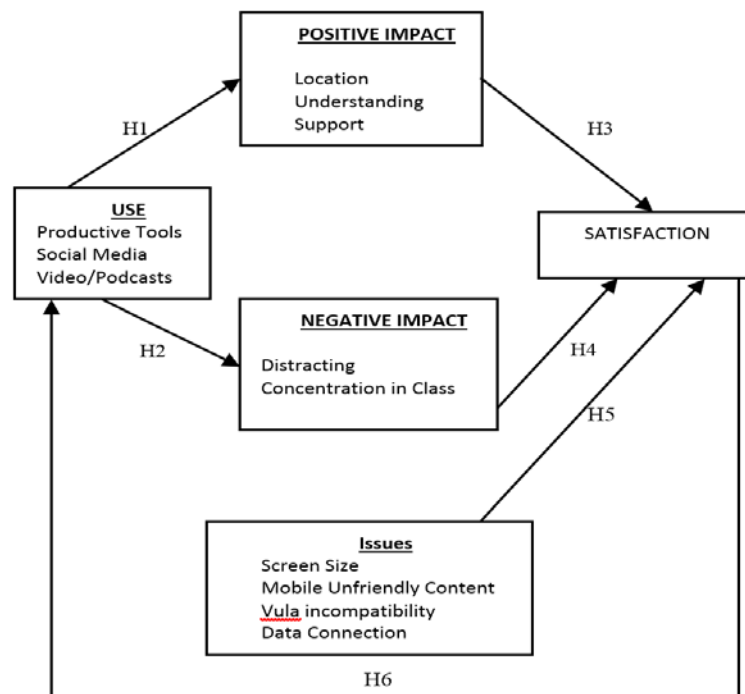 POSITIVE IMPACT
Location
Understanding
Support
H1
H3
USE
Productive Tools
Social Media
Video/Podcasts
SATISFACTION
NEGATIVE IMPACT
Distracting
Concentration in Class
H2
H4
H5
Issues
Screen Size
Mobile Unfriendly Content
Vula incompatibility
Data Connection
H6